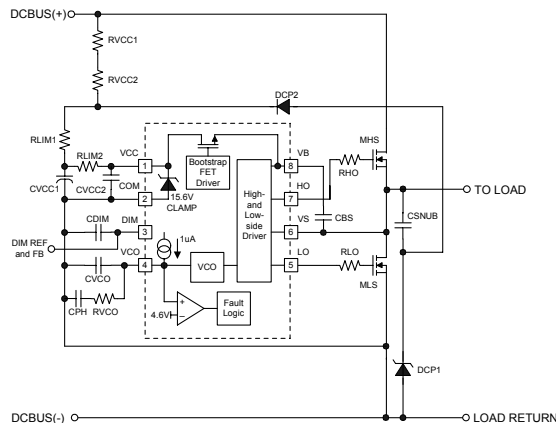 DCBUS(+)
RVCC1
RVCC2
DCP2
RLIM1
RLIM2
VCC
1
Bootstrap
FET
Driver
VB
8
MHS
CVCC1
CVCC2
COM
2
15.6V
CLAMP
High-
and Low-
side
Driver
HO
7
RHO
TO LOAD
CDIM
DIM
3
VS
6
CBS
CSNUB
DIM REF
and FB
1uA
VCO
4
VCO
LO
5
RLO
MLS
CVCO
CPH
RVCO
4.6V
+
–
Fault
Logic
DCP1
DCBUS(-)
LOAD RETURN